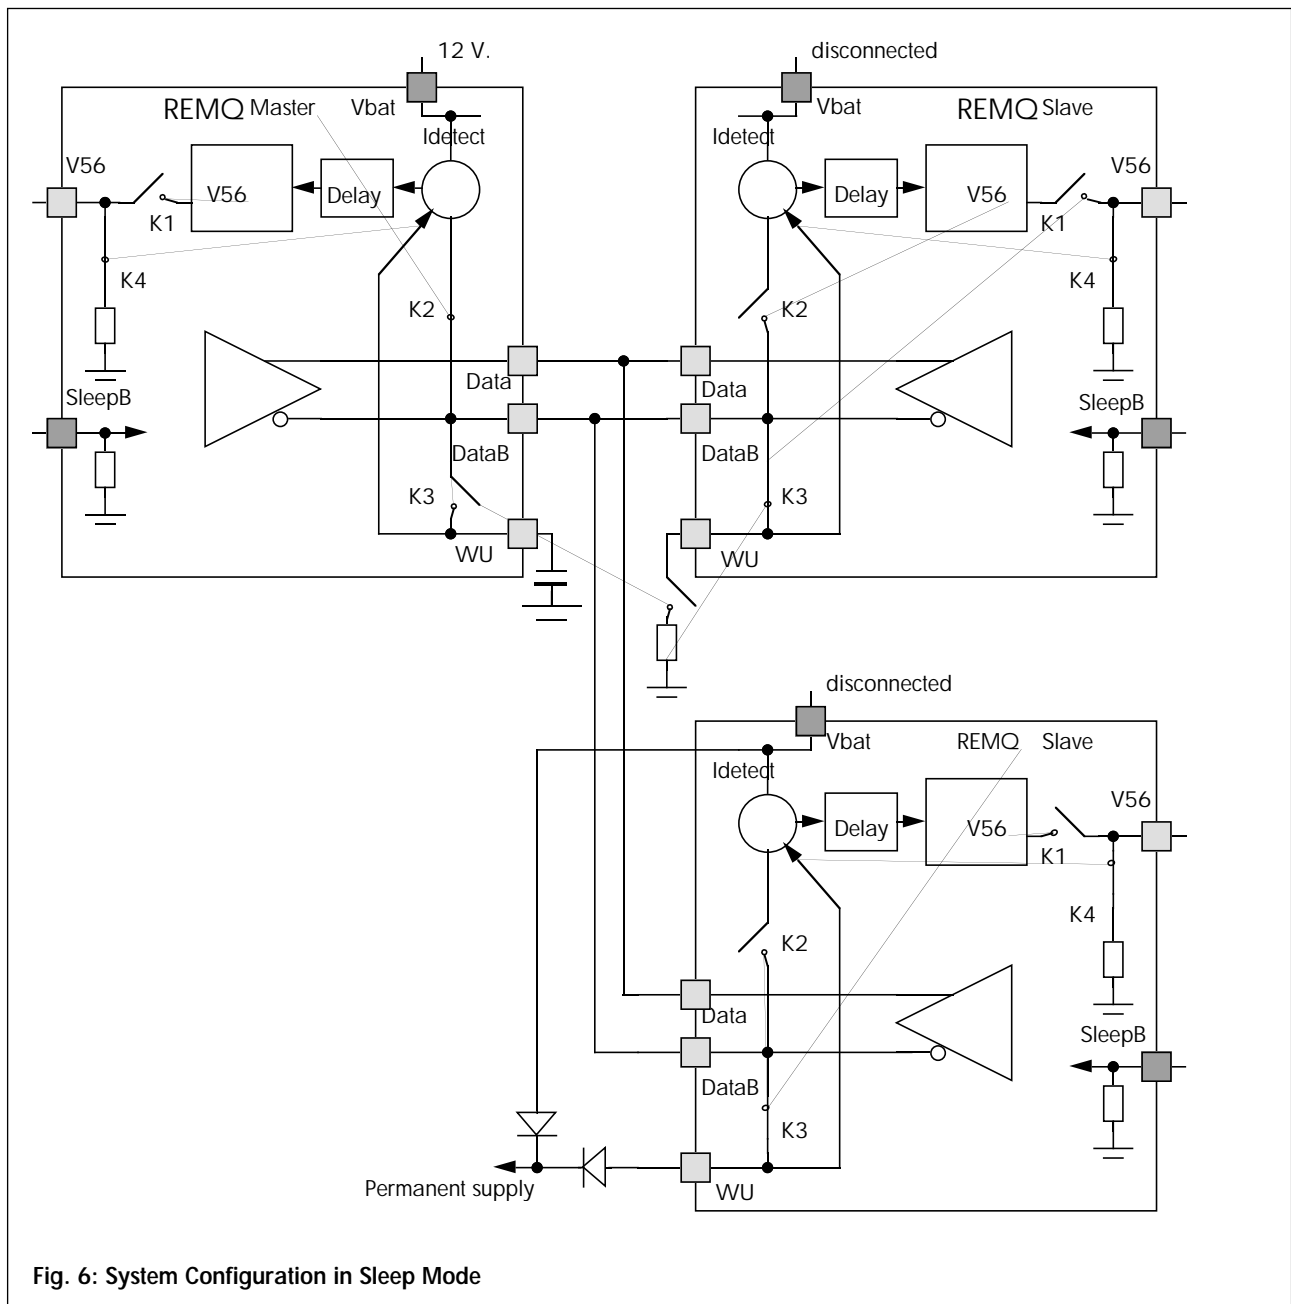 12 V.
REMQ Master
Vbat
Idetect
V56
V56
Delay
K1
K4
K2
Data
SleepB
DataB
K3
WU
disconnected
Vbat
REMQ Slave
Idetect
Delay
V56
V56
K1
K2
K4
Data
SleepB
DataB
K3
WU
disconnected
Vbat
REMQ Slave
Idetect
Delay
V56
V56
K1
K4
K2
Data
SleepB
DataB
K3
WU
Permanent supply
Fig. 6: System Configuration in Sleep Mode